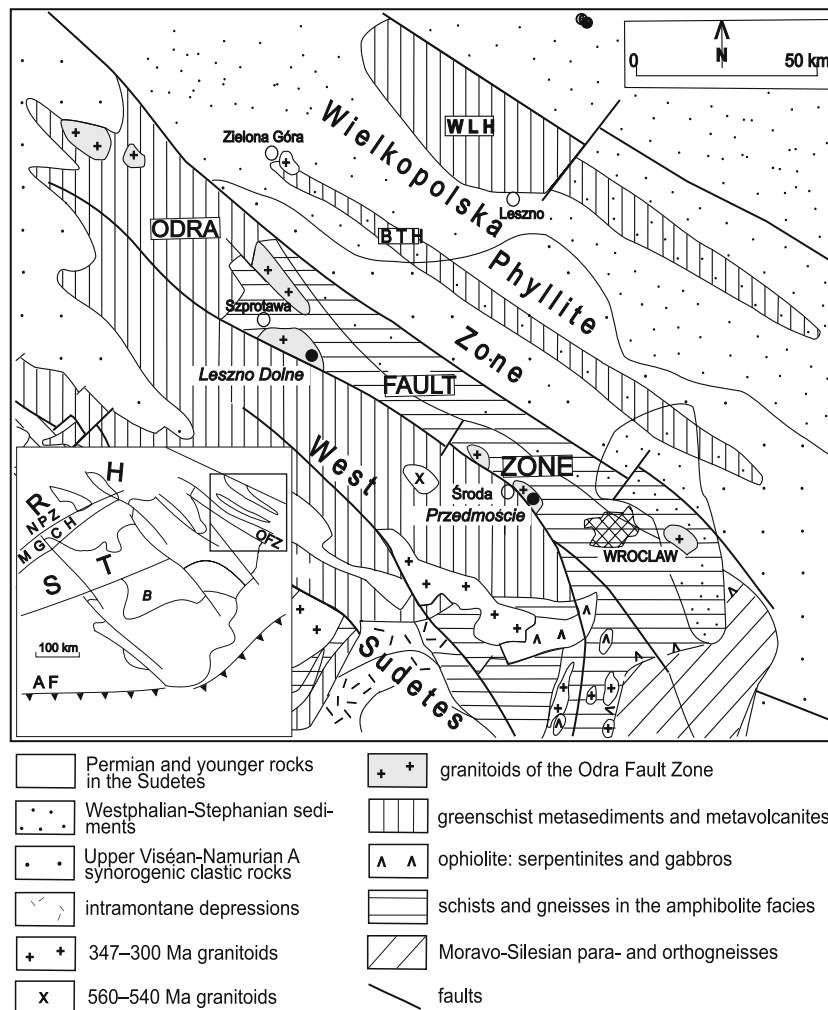 N
0 50 km
WLH
Zielona Góra
Wielkopolska
Leszno
ODRA
BTH
Phyllite
Szprotawa
Zone
Leszno Dolne
FAULT
West
ZONE
x
Środa
Przedmoście
WROCLAW
R H
NPZ
MGCH
OFZ
S T
B
100 km
AF
Sudetes
Permian and younger rocks
in the Sudetes
Westphalian-Stephanian sedi-
ments
Upper Viséan-Namurian A
synorogenic clastic rocks
intramontane depressions
347–300 Ma granitoids
x 560–540 Ma granitoids
granitoids of the Odra Fault Zone
greenschist metasediments and metavolcanites
ophiolite: serpentinites and gabbros
schists and gneisses in the amphibolite facies
Moravo-Silesian para- and orthogneisses
faults